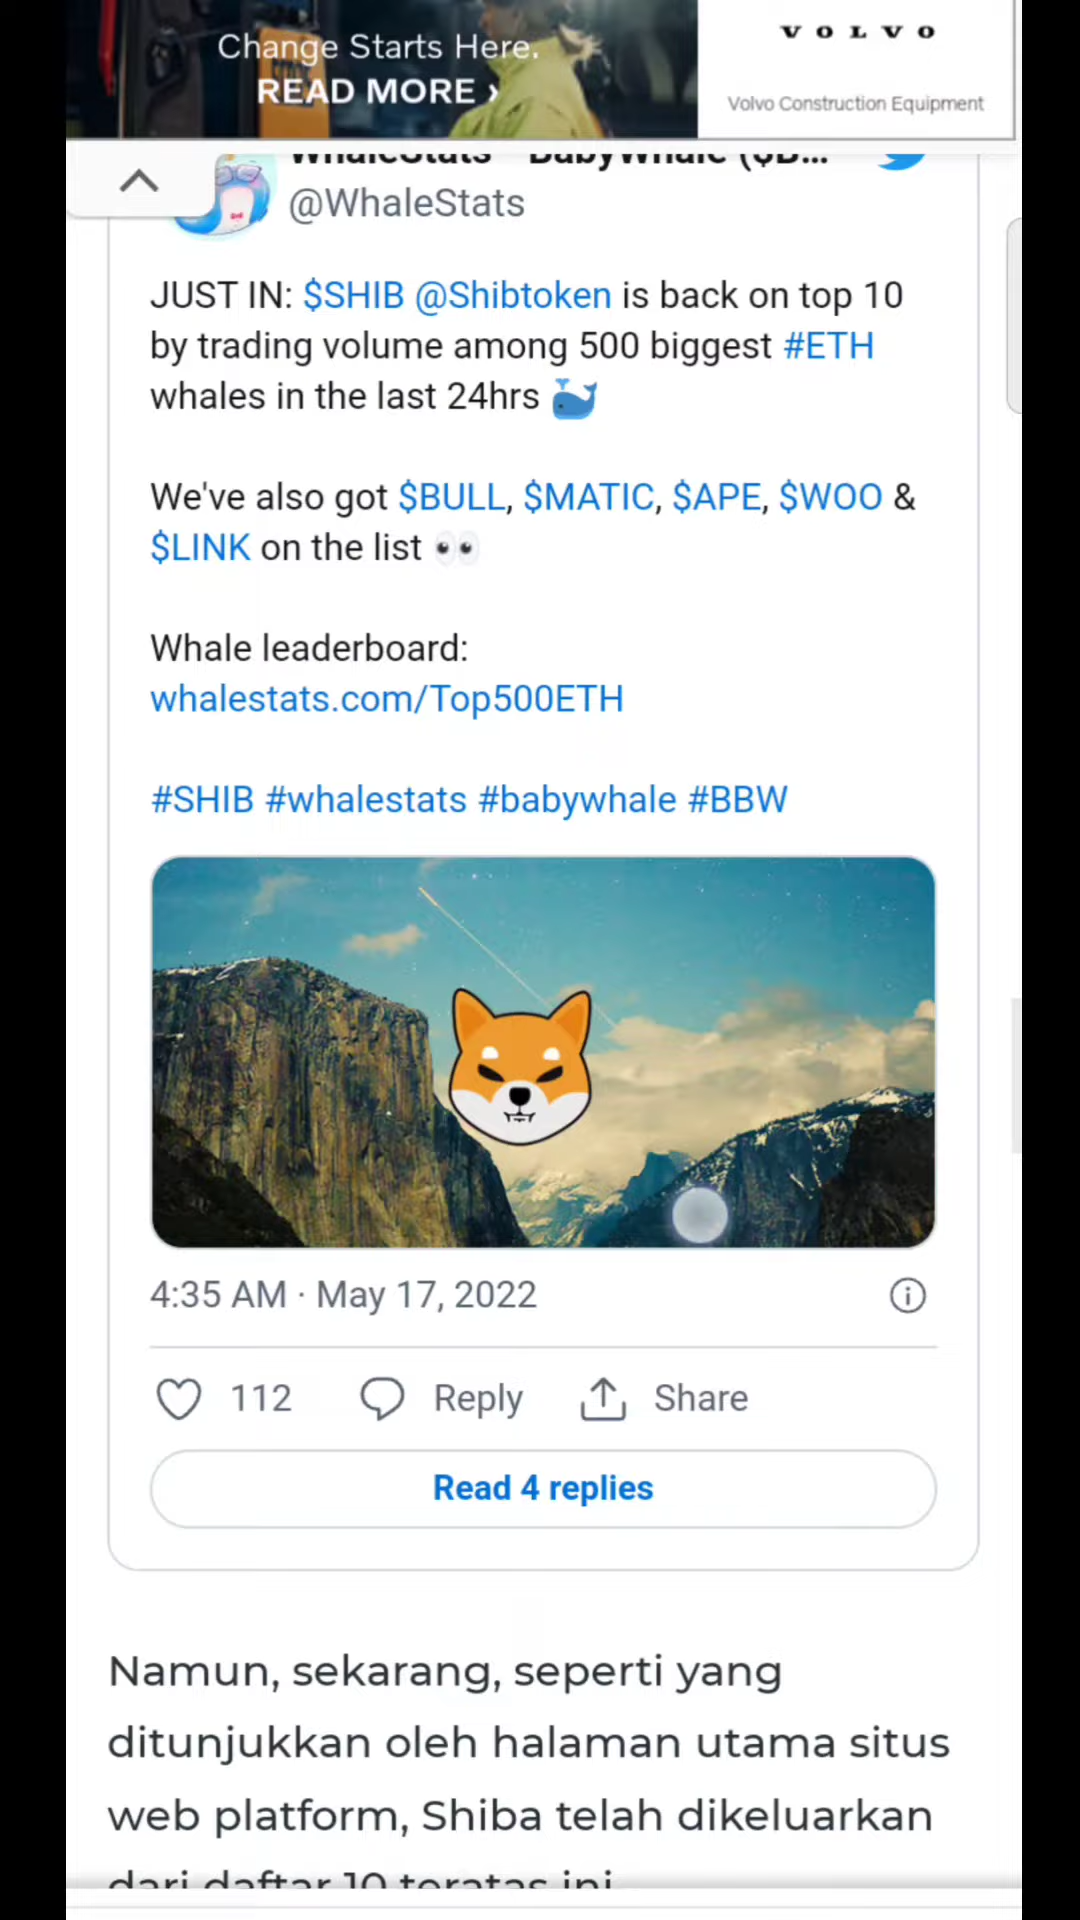 Change Starts Here.
READ MORE ›
VOLVO
Volvo Construction Equipment
WhaleStats - BabyWhale ($B...
@WhaleStats
JUST IN: $SHIB @Shibtoken is back on top 10
by trading volume among 500 biggest #ETH
whales in the last 24hrs 🐳
We've also got $BULL, $MATIC, $APE, $WOO &
$LINK on the list 👀
Whale leaderboard:
whalestats.com/Top500ETH
#SHIB #whalestats #babywhale #BBW
4:35 AM · May 17, 2022
112 Reply Share
Read 4 replies
Namun, sekarang, seperti yang
ditunjukkan oleh halaman utama situs
web platform, Shiba telah dikeluarkan
dari daftar 10 teratas ini